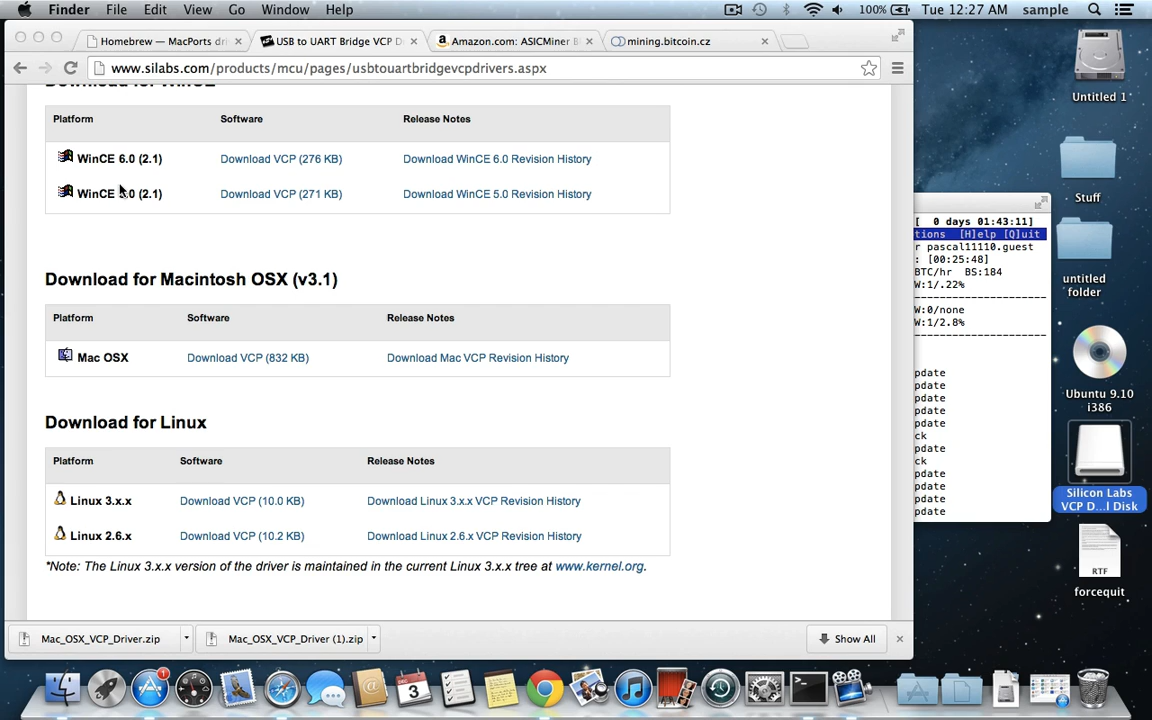 Finder File Edit View Go Window Help 100% Tue 12:27 AM sample
Homebrew — MacPorts dri
USB to UART Bridge VCP D
Amazon.com: ASICMiner B
mining.bitcoin.cz
www.silabs.com/products/mcu/pages/usbtouartbridgevcpdrivers.aspx
Platform Software Release Notes
WinCE 6.0 (2.1) Download VCP (276 KB) Download WinCE 6.0 Revision History
WinCE 5.0 (2.1) Download VCP (271 KB) Download WinCE 5.0 Revision History
Download for Macintosh OSX (v3.1)
Platform Software Release Notes
Mac OSX Download VCP (832 KB) Download Mac VCP Revision History
Download for Linux
Platform Software Release Notes
Linux 3.x.x Download VCP (10.0 KB) Download Linux 3.x.x VCP Revision History
Linux 2.6.x Download VCP (10.2 KB) Download Linux 2.6.x VCP Revision History
*Note: The Linux 3.x.x version of the driver is maintained in the current Linux 3.x.x tree at www.kernel.org.
Mac_OSX_VCP_Driver.zip
Mac_OSX_VCP_Driver (1).zip
Show All
[ 0 days 01:43:11]
tions [H]elp [Q]uit
r pascal11110.guest
: [00:25:48]
BTC/hr BS:184
W:1/.22%
W:0/none
W:1/2.8%
pdate
pdate
pdate
pdate
pdate
ck
pdate
ck
pdate
pdate
pdate
pdate
Untitled 1
Stuff
untitled
folder
Ubuntu 9.10
i386
Silicon Labs
VCP D...l Disk
RTF
forcequit
1
DEC
3